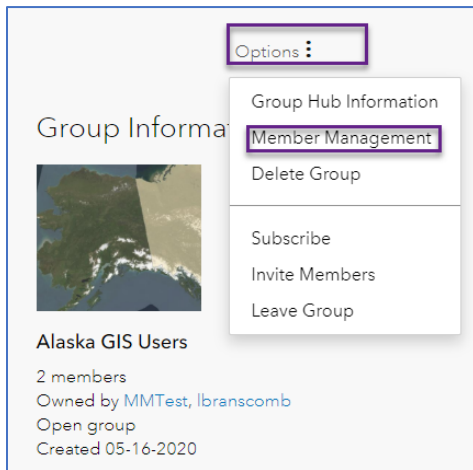 Options
Group Informa
Group Hub Information
Member Management
Delete Group
Subscribe
Invite Members
Leave Group
Alaska GIS Users
2 members
Owned by MMTest, lbranscomb
Open group
Created 05-16-2020